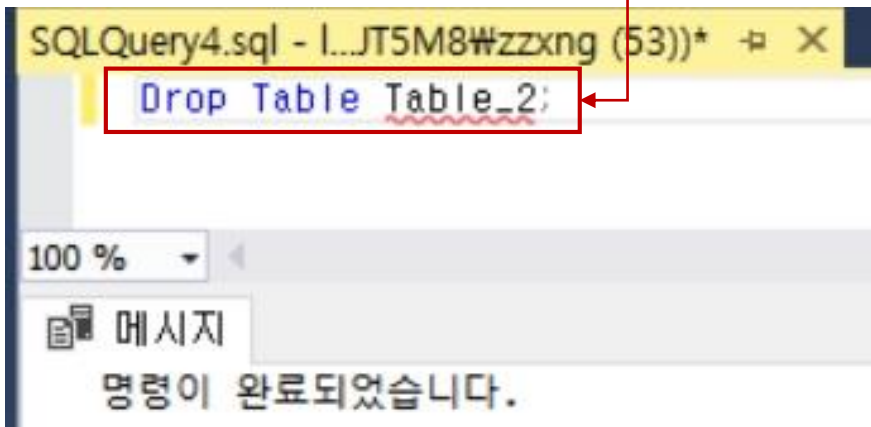 SQLQuery4.sql - l...JT5M8₩zzxng (53))*
Drop Table Table_2;
100 %
메시지
명령이 완료되었습니다.